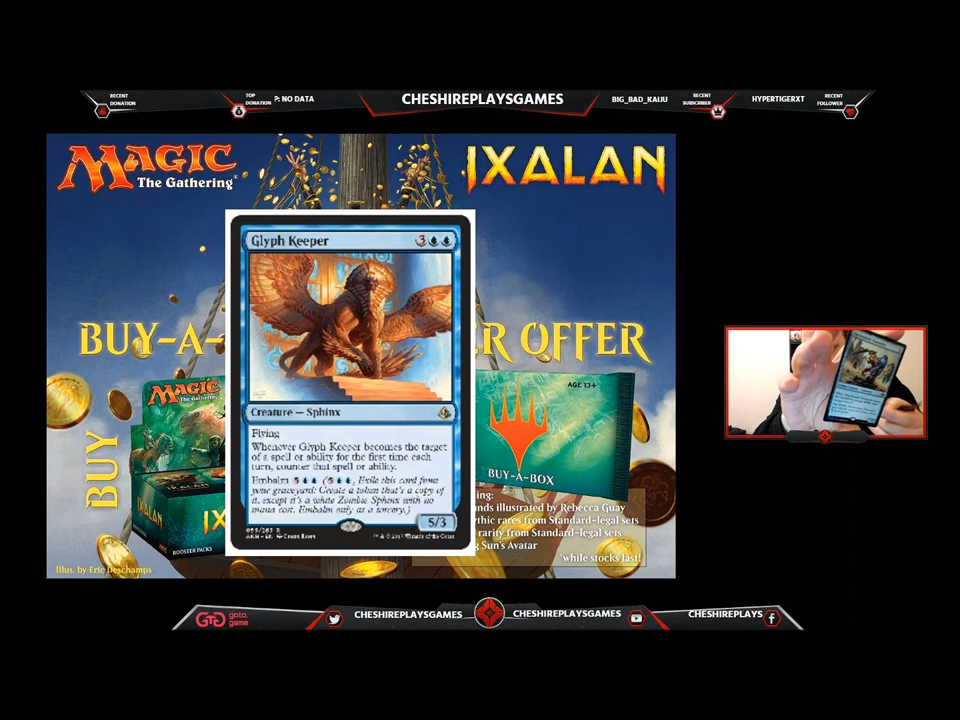 RECENT
DONATION
TOP
DONATION
P: NO DATA
CHESHIREPLAYSGAMES
BIG_BAD_KAIJU
RECENT
SUBSCRIBER
HYPERTIGERXT
RECENT
FOLLOWER
MAGIC
The Gathering®
IXALAN
Glyph Keeper
3
BUY-A-
ER OFFER
Creature — Sphinx
Flying
Whenever Glyph Keeper becomes the target
of a spell or ability for the first time each
turn, counter that spell or ability.
Embalm 5 (5, Exile this card from
your graveyard: Create a token that's a copy of
it, except it's a white Zombie Sphinx with no
mana cost. Embalm only as a sorcery.)
5/3
MAGIC
BUY
IXALAN
BOOSTER PACKS
AGE 13+
BUY-A-BOX
ing:
nds illustrated by Rebecca Guay
thic rares from Standard-legal sets
rarity from Standard-legal sets
g Sun's Avatar
*while stocks last!
Illus. by Eric Deschamps
goto.
game
CHESHIREPLAYSGAMES
CHESHIREPLAYSGAMES
CHESHIREPLAYS